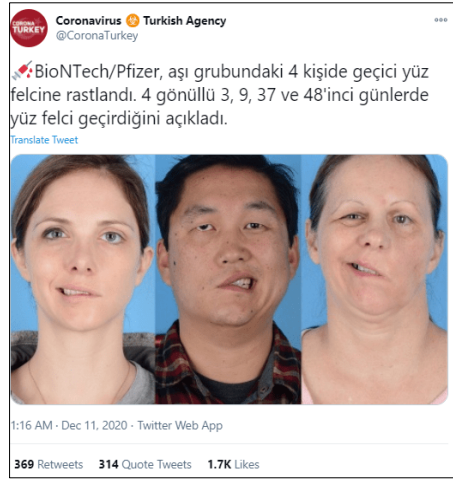 Coronavirus ☣ Turkish Agency
CORONA
TURKEY
@CoronaTurkey
💉BioNTech/Pfizer, aşı grubundaki 4 kişide geçici yüz
felcine rastlandı. 4 gönüllü 3, 9, 37 ve 48'inci günlerde
yüz felci geçirdiğini açıkladı.
Translate Tweet
1:16 AM · Dec 11, 2020 · Twitter Web App
369 Retweets 314 Quote Tweets 1.7K Likes